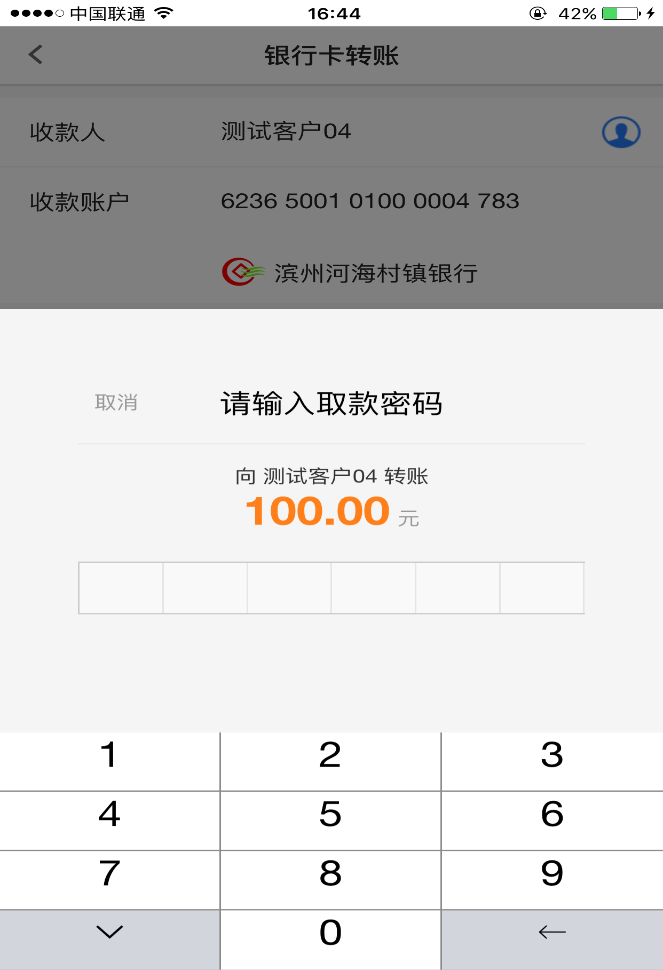 中国联通 16:44 42%
银行卡转账
收款人 测试客户04
收款账户 6236 5001 0100 0004 783
滨州河海村镇银行
取消 请输入取款密码
向 测试客户04 转账
100.00 元
1 2 3
4 5 6
7 8 9
0